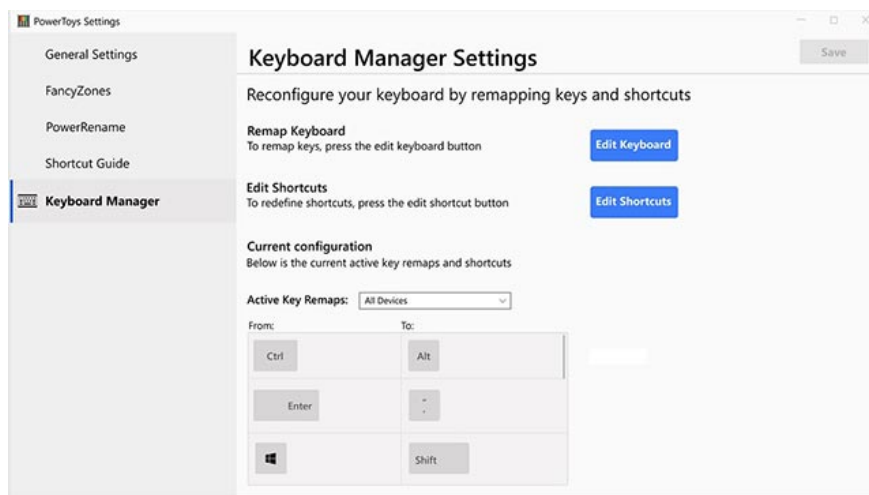 PowerToys Settings
General Settings
FancyZones
PowerRename
Shortcut Guide
Keyboard Manager
Keyboard Manager Settings
Save
Reconfigure your keyboard by remapping keys and shortcuts
Remap Keyboard
To remap keys, press the edit keyboard button
Edit Keyboard
Edit Shortcuts
To redefine shortcuts, press the edit shortcut button
Edit Shortcuts
Current configuration
Below is the current active key remaps and shortcuts
Active Key Remaps: All Devices
From: To:
Ctrl Alt
Enter
Shift